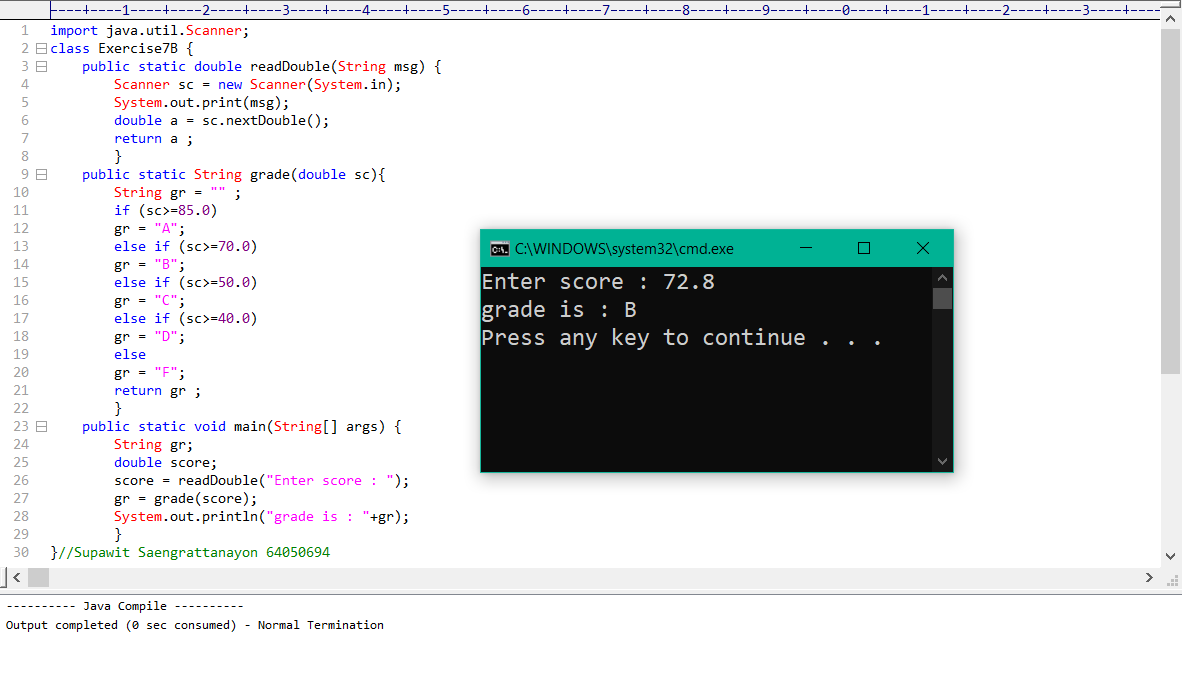 ----+----1----+----2----+----3----+----4----+----5----+----6----+----7----+----8----+----9----+----0----+----1----+----2----+----3----+---
1 import java.util.Scanner;
2 class Exercise7B {
3     public static double readDouble(String msg) {
4         Scanner sc = new Scanner(System.in);
5         System.out.print(msg);
6         double a = sc.nextDouble();
7         return a ;
8         }
9     public static String grade(double sc){
10         String gr = "" ;
11         if (sc>=85.0)
12         gr = "A";
13         else if (sc>=70.0)
14         gr = "B";
15         else if (sc>=50.0)
16         gr = "C";
17         else if (sc>=40.0)
18         gr = "D";
19         else
20         gr = "F";
21         return gr ;
22         }
23     public static void main(String[] args) {
24         String gr;
25         double score;
26         score = readDouble("Enter score : ");
27         gr = grade(score);
28         System.out.println("grade is : "+gr);
29         }
30 }//Supawit Saengrattanayon 64050694
C:\WINDOWS\system32\cmd.exe
Enter score : 72.8
grade is : B
Press any key to continue . . .
---------- Java Compile ----------
Output completed (0 sec consumed) - Normal Termination